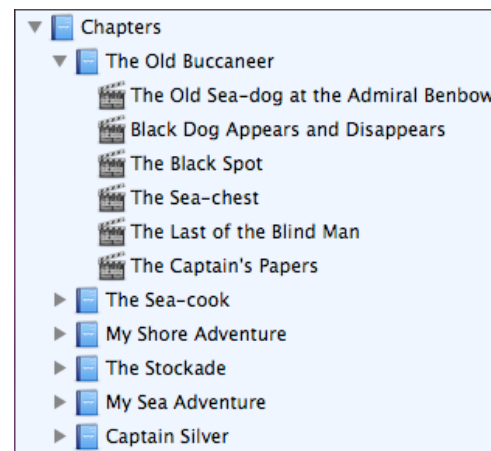 Chapters
The Old Buccaneer
The Old Sea-dog at the Admiral Benbow
Black Dog Appears and Disappears
The Black Spot
The Sea-chest
The Last of the Blind Man
The Captain's Papers
The Sea-cook
My Shore Adventure
The Stockade
My Sea Adventure
Captain Silver